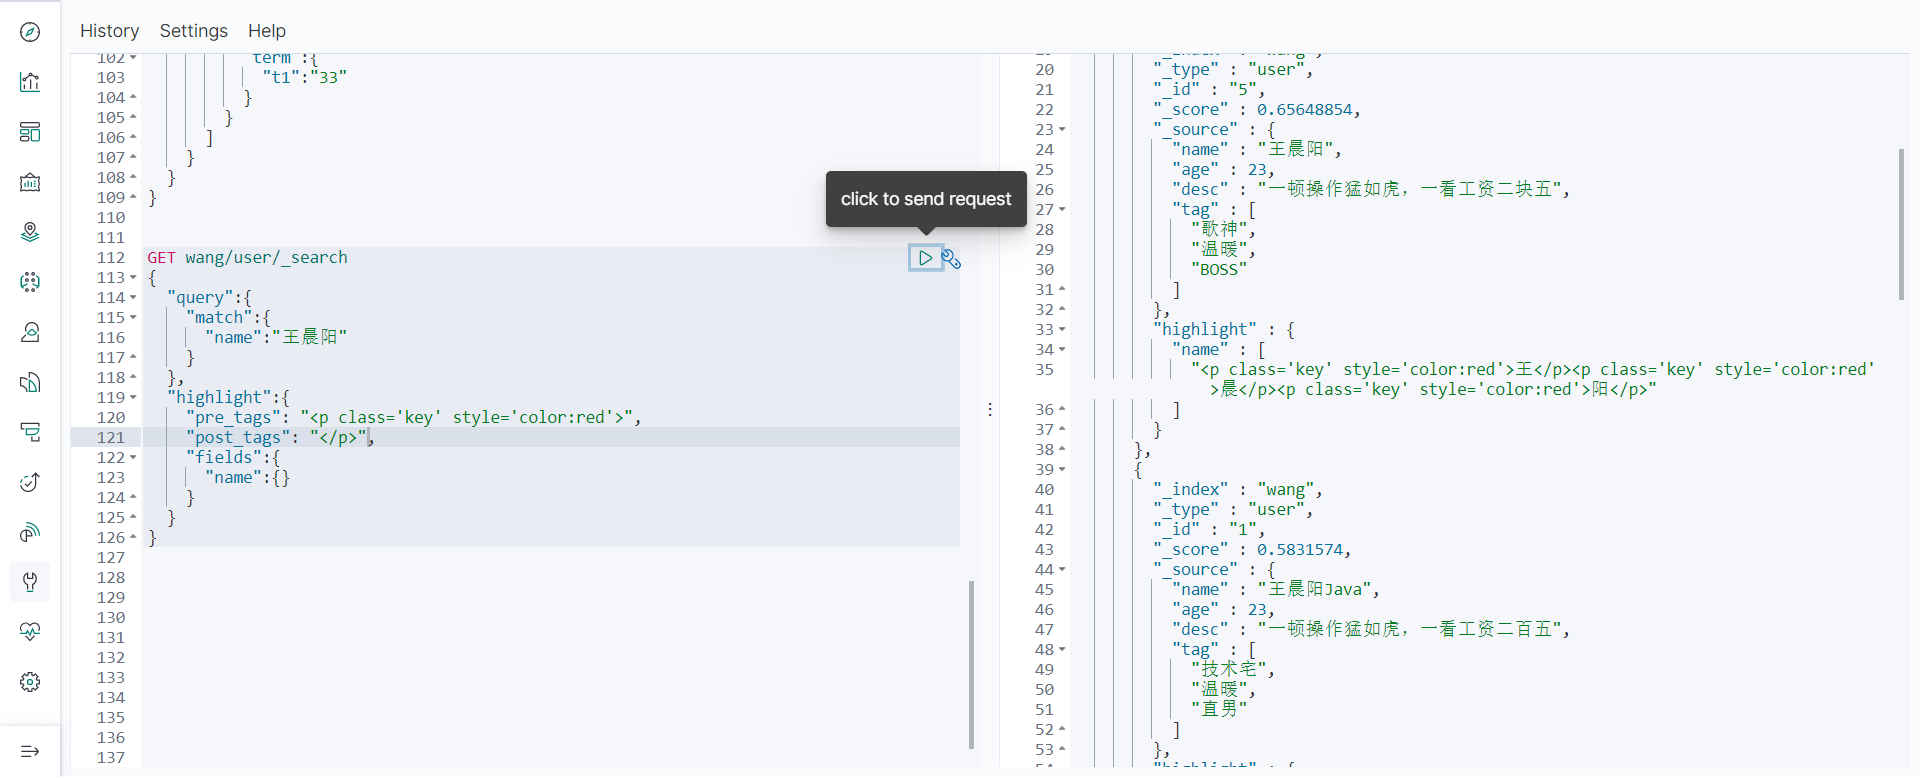 History Settings Help
102 term":{
103 "t1":"33"
104 }
105 }
106 ]
107 }
108 }
109 }
110
111
click to send request
112 GET wang/user/_search
113 {
114 "query":{
115 "match":{
116 "name":"王晨阳"
117 }
118 },
119 "highlight":{
120 "pre_tags": "<p class='key' style='color:red'>",
121 "post_tags": "</p>",
122 "fields":{
123 "name":{}
124 }
125 }
126 }
127
128
129
130
131
132
133
134
135
136
137
"_index" : "wang",
20 "_type" : "user",
21 "_id" : "5",
22 "_score" : 0.65648854,
23 "_source" : {
24 "name" : "王晨阳",
25 "age" : 23,
26 "desc" : "一顿操作猛如虎，一看工资二块五",
27 "tag" : [
28 "歌神",
29 "温暖",
30 "BOSS"
31 ]
32 },
33 "highlight" : {
34 "name" : [
35 "<p class='key' style='color:red'>王</p><p class='key' style='color:red'
>晨</p><p class='key' style='color:red'>阳</p>"
36 ]
37 }
38 },
39 {
40 "_index" : "wang",
41 "_type" : "user",
42 "_id" : "1",
43 "_score" : 0.5831574,
44 "_source" : {
45 "name" : "王晨阳Java",
46 "age" : 23,
47 "desc" : "一顿操作猛如虎，一看工资二百五",
48 "tag" : [
49 "技术宅",
50 "温暖",
51 "直男"
52 ]
53 },
"highlight" : {